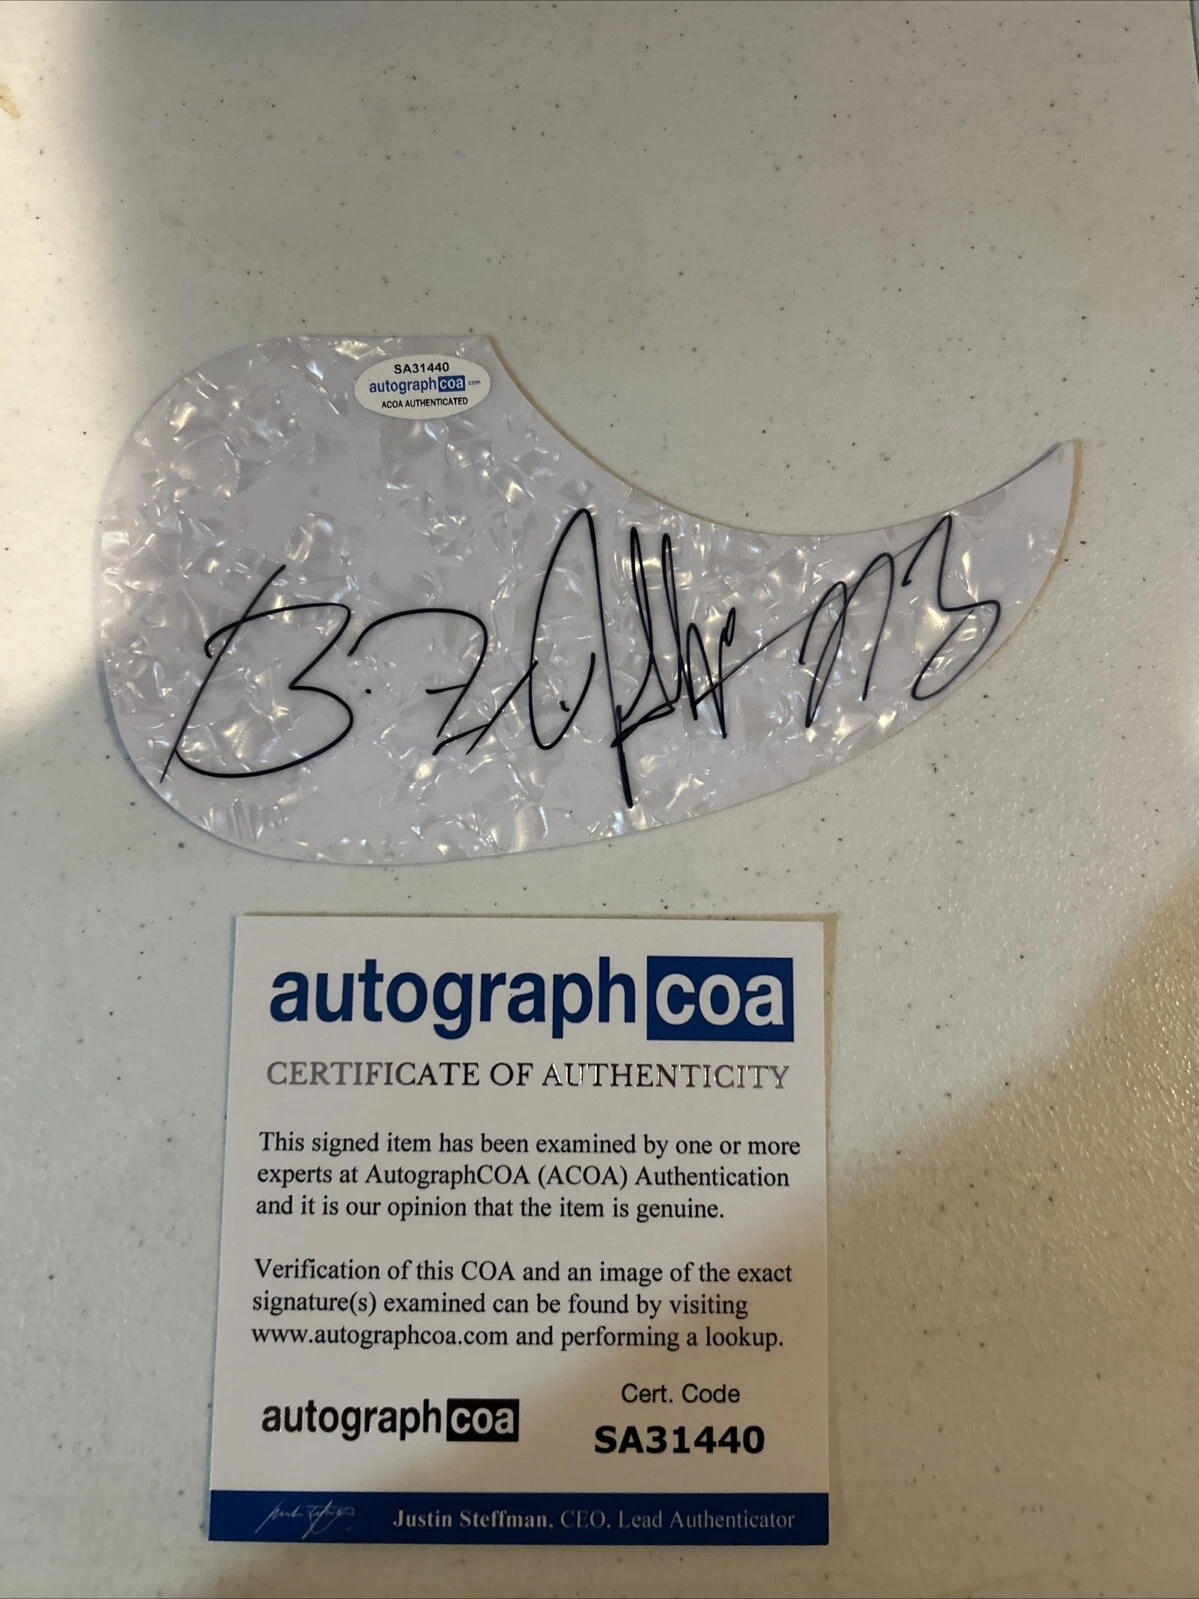 SA31440
autographcoa.com
ACOA AUTHENTICATED
autographcoa
CERTIFICATE OF AUTHENTICITY
This signed item has been examined by one or more
experts at AutographCOA (ACOA) Authentication
and it is our opinion that the item is genuine.
Verification of this COA and an image of the exact
signature(s) examined can be found by visiting
www.autographcoa.com and performing a lookup.
autographcoa
Cert. Code
SA31440
Justin Steffman, CEO, Lead Authenticator